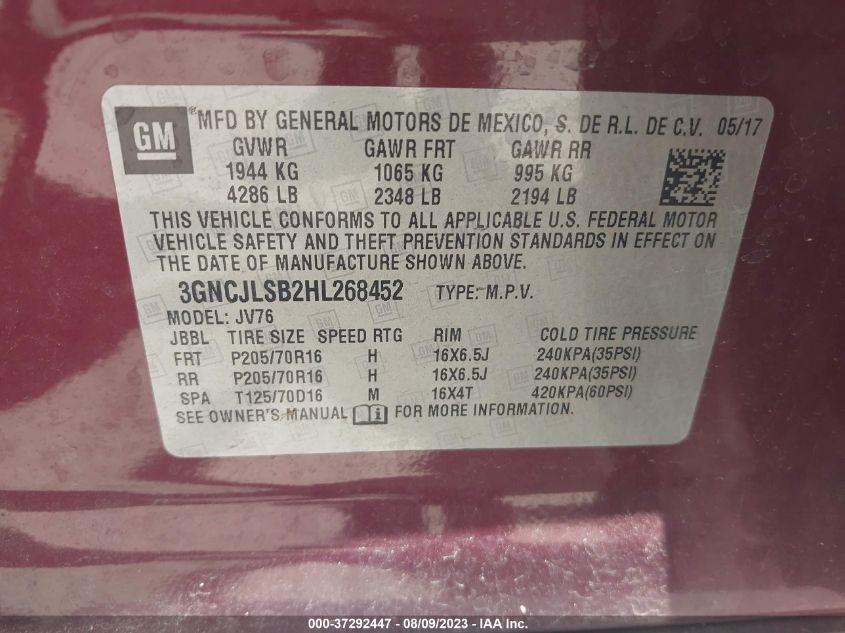 GM
® MFD BY GENERAL MOTORS DE MEXICO, S. DE R.L. DE C.V. 05/17
GVWR GAWR FRT GAWR RR
1944 KG 1065 KG 995 KG
4286 LB 2348 LB 2194 LB
THIS VEHICLE CONFORMS TO ALL APPLICABLE U.S. FEDERAL MOTOR
VEHICLE SAFETY AND THEFT PREVENTION STANDARDS IN EFFECT ON
THE DATE OF MANUFACTURE SHOWN ABOVE.
3GNCJLSB2HL268452 TYPE: M.P.V.
MODEL: JV76
JBBL TIRE SIZE SPEED RTG RIM COLD TIRE PRESSURE
FRT P205/70R16 H 16X6.5J 240KPA(35PSI)
RR P205/70R16 H 16X6.5J 240KPA(35PSI)
SPA T125/70D16 M 16X4T 420KPA(60PSI)
SEE OWNER'S MANUAL FOR MORE INFORMATION.
000-37292447 - 08/09/2023 - IAA Inc.